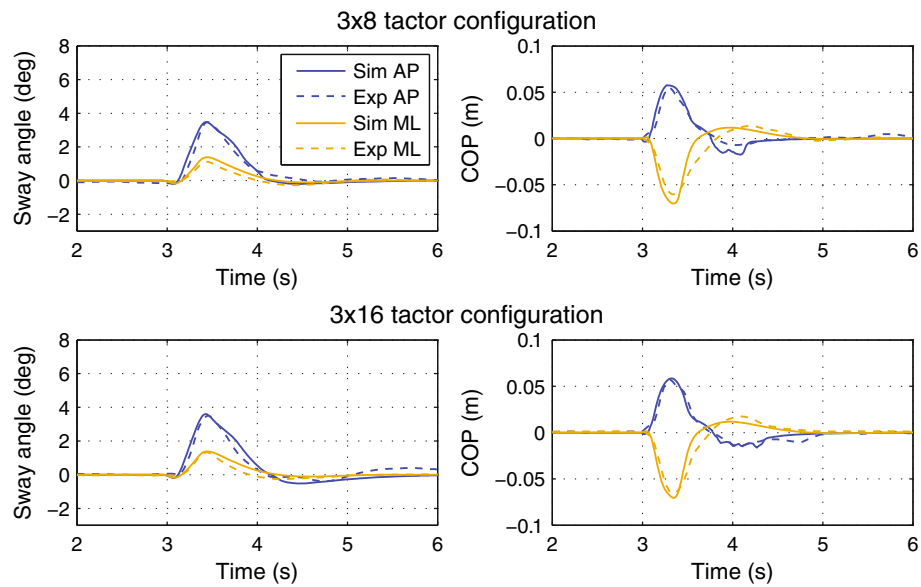 3x8 tactor configuration
Sway angle (deg)
8
6
4
2
0
−2
2 3 4 5 6
Time (s)
Sim AP
Exp AP
Sim ML
Exp ML
COP (m)
0.1
0.05
0
−0.05
−0.1
2 3 4 5 6
Time (s)
3x16 tactor configuration
Sway angle (deg)
8
6
4
2
0
−2
2 3 4 5 6
Time (s)
COP (m)
0.1
0.05
0
−0.05
−0.1
2 3 4 5 6
Time (s)